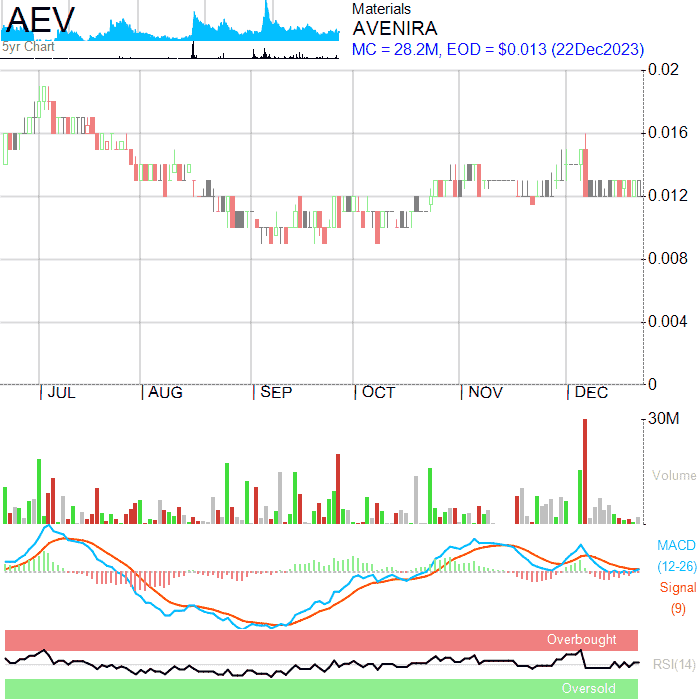 AEV
5yr Chart
Materials
AVENIRA
MC = 28.2M, EOD = $0.013 (22Dec2023)
0.02
0.016
0.012
0.008
0.004
0
JUL
AUG
SEP
OCT
NOV
DEC
30M
Volume
MACD
(12-26)
Signal
(9)
Overbought
RSI(14)
Oversold